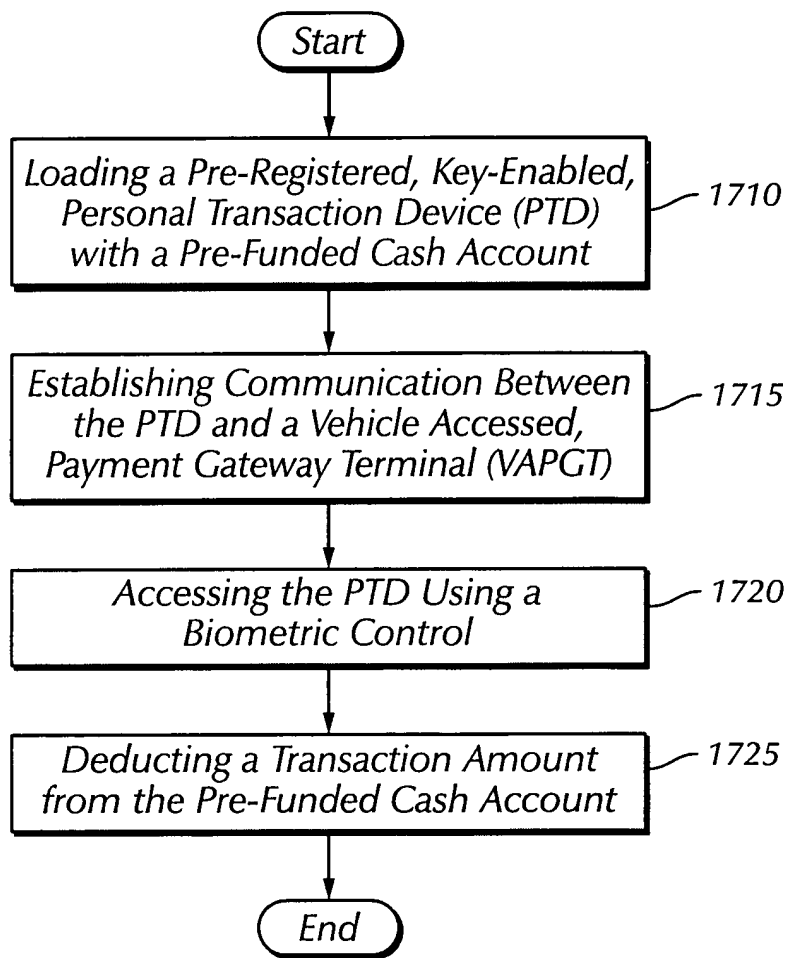 Start
Loading a Pre-Registered, Key-Enabled,
Personal Transaction Device (PTD)
with a Pre-Funded Cash Account
1710
Establishing Communication Between
the PTD and a Vehicle Accessed,
Payment Gateway Terminal (VAPGT)
1715
Accessing the PTD Using a
Biometric Control
1720
Deducting a Transaction Amount
from the Pre-Funded Cash Account
1725
End